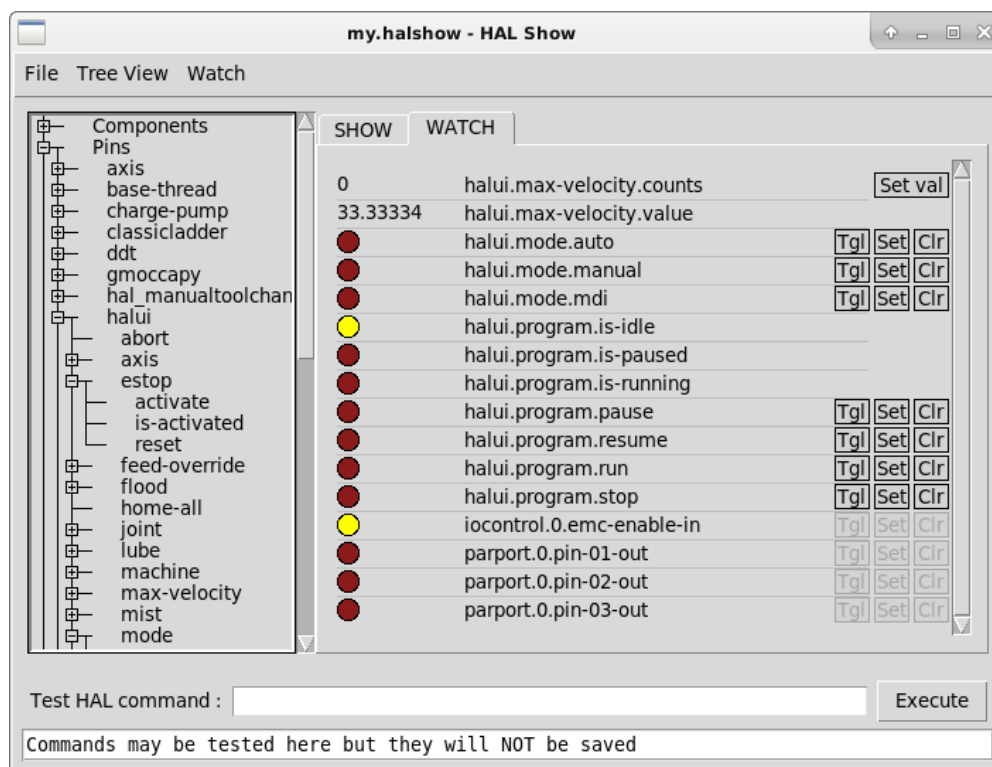 my.halshow - HAL Show
File Tree View Watch
Components
Pins
axis
base-thread
charge-pump
classicladder
ddt
gmoccapy
hal_manualtoolchan
halui
abort
axis
estop
activate
is-activated
reset
feed-override
flood
home-all
joint
lube
machine
max-velocity
mist
mode
SHOW WATCH
0 halui.max-velocity.counts Set val
33.33334 halui.max-velocity.value
halui.mode.auto Tgl Set Clr
halui.mode.manual Tgl Set Clr
halui.mode.mdi Tgl Set Clr
halui.program.is-idle
halui.program.is-paused
halui.program.is-running
halui.program.pause Tgl Set Clr
halui.program.resume Tgl Set Clr
halui.program.run Tgl Set Clr
halui.program.stop Tgl Set Clr
iocontrol.0.emc-enable-in Tgl Set Clr
parport.0.pin-01-out Tgl Set Clr
parport.0.pin-02-out Tgl Set Clr
parport.0.pin-03-out Tgl Set Clr
Test HAL command : Execute
Commands may be tested here but they will NOT be saved